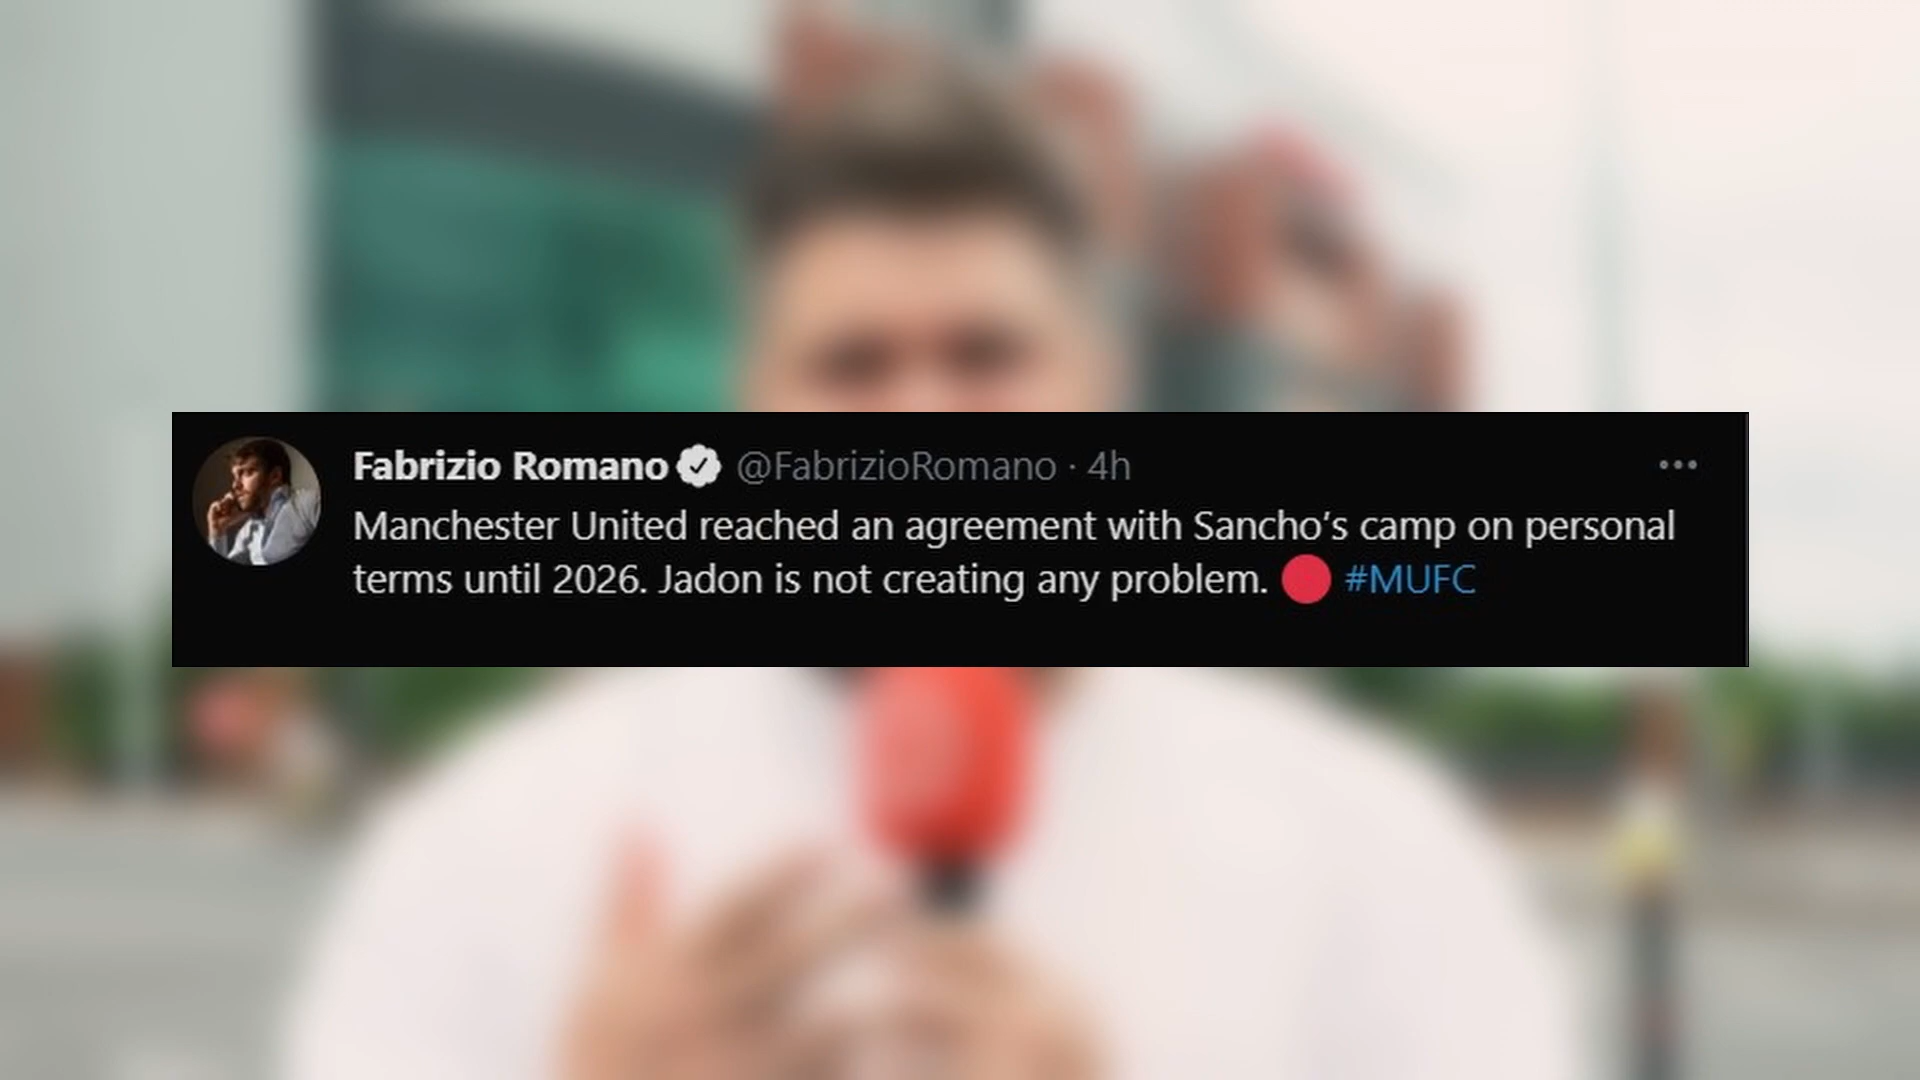 Fabrizio Romano @FabrizioRomano · 4h
Manchester United reached an agreement with Sancho's camp on personal
terms until 2026. Jadon is not creating any problem. 🔴 #MUFC